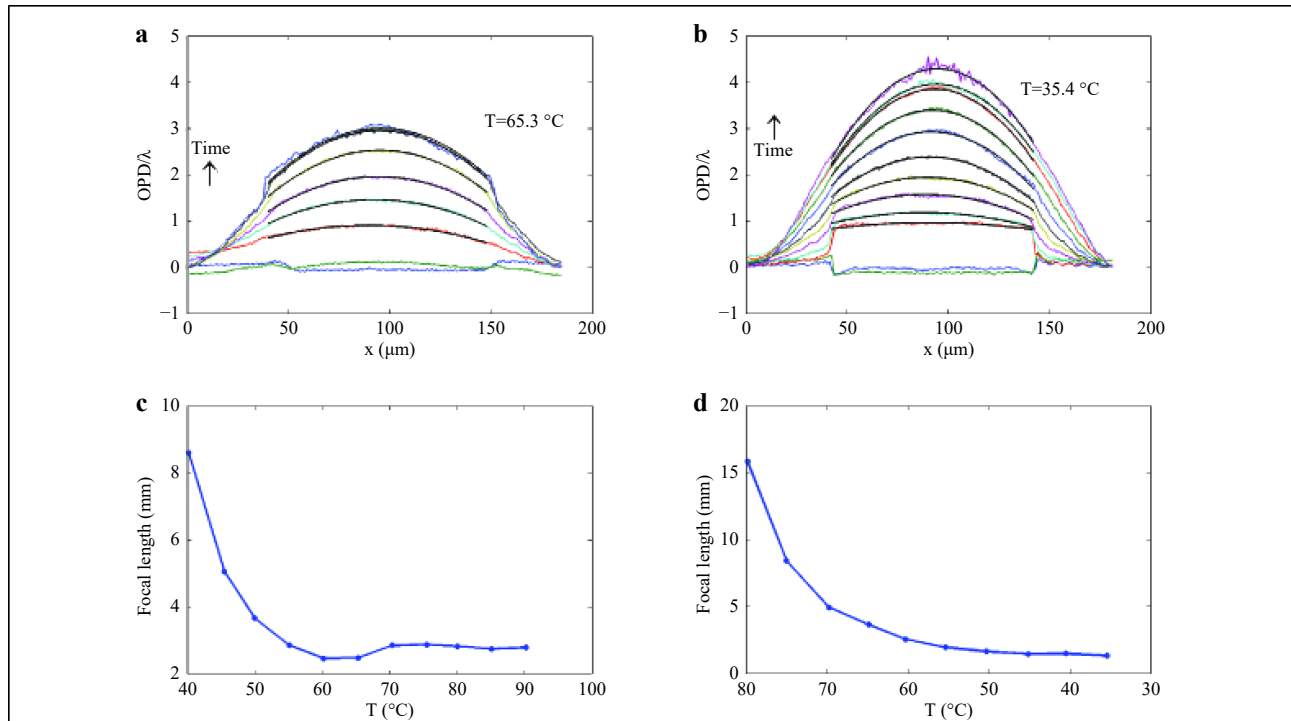 a
5
4
3
2
1
0
−1
OPD/λ
Time
T=65.3 °C
0
50
100
150
200
x (μm)
b
5
4
3
2
1
0
−1
OPD/λ
Time
T=35.4 °C
0
50
100
150
200
x (μm)
c
10
8
6
4
2
Focal length (mm)
40
50
60
70
80
90
100
T (°C)
d
20
15
10
5
0
Focal length (mm)
80
70
60
50
40
30
T (°C)